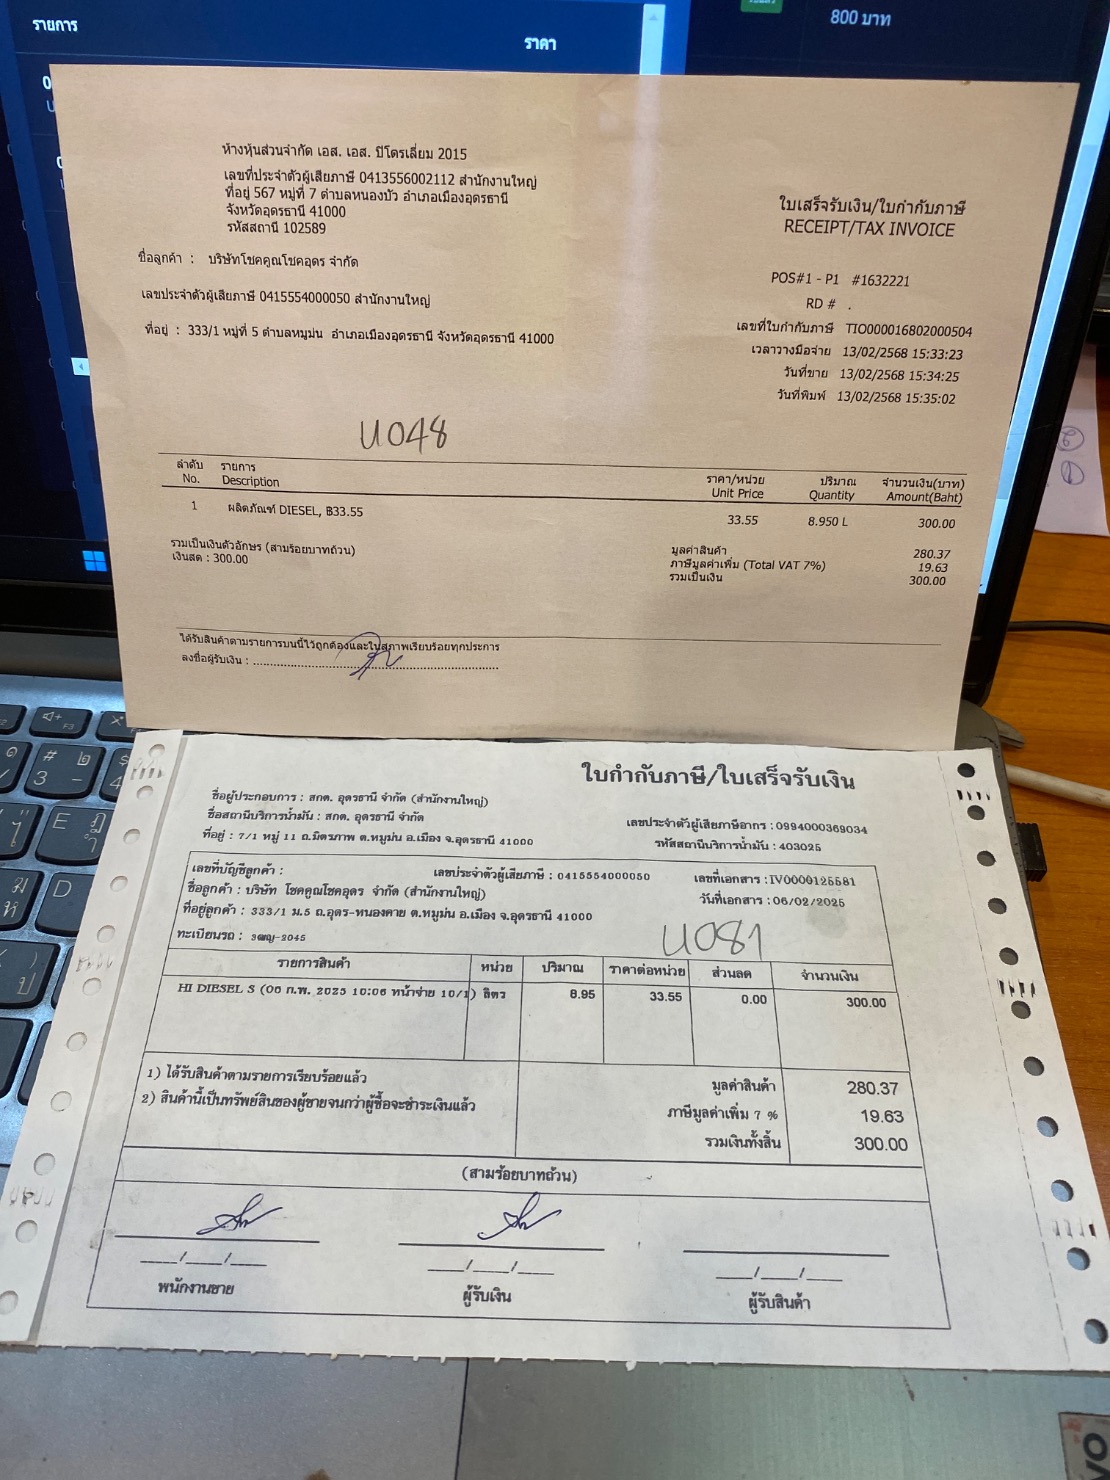 รายการ
ราคา
800 บาท
ห้างหุ้นส่วนจำกัด เอส. เอส. ปิโตรเลี่ยม 2015
เลขที่ประจำตัวผู้เสียภาษี 0413556002112 สำนักงานใหญ่
ที่อยู่ 567 หมู่ที่ 7 ตำบลหนองบัว อำเภอเมืองอุดรธานี
จังหวัดอุดรธานี 41000
รหัสสถานี 102589
ใบเสร็จรับเงิน/ใบกำกับภาษี
RECEIPT/TAX INVOICE
ชื่อลูกค้า : บริษัทโชคคูณโชคอุดร จำกัด
เลขประจำตัวผู้เสียภาษี 0415554000050 สำนักงานใหญ่
ที่อยู่ : 333/1 หมู่ที่ 5 ตำบลหมูม่น อำเภอเมืองอุดรธานี จังหวัดอุดรธานี 41000
POS#1 - P1 #1632221
RD # .
เลขที่ใบกำกับภาษี TIO000016802000504
เวลาวางมือจ่าย 13/02/2568 15:33:23
วันที่ขาย 13/02/2568 15:34:25
วันที่พิมพ์ 13/02/2568 15:35:02
น048
ลำดับ รายการ ราคา/หน่วย ปริมาณ จำนวนเงิน(บาท)
No. Description Unit Price Quantity Amount(Baht)
1 ผลิตภัณฑ์ DIESEL, ฿33.55 33.55 8.950 L 300.00
รวมเป็นเงินตัวอักษร (สามร้อยบาทถ้วน) มูลค่าสินค้า 280.37
เงินสด : 300.00 ภาษีมูลค่าเพิ่ม (Total VAT 7%) 19.63
รวมเป็นเงิน 300.00
ได้รับสินค้าตามรายการบนนี้ไว้ถูกต้องและในสภาพเรียบร้อยทุกประการ
ลงชื่อผู้รับเงิน :
ใบกำกับภาษี/ใบเสร็จรับเงิน
ชื่อผู้ประกอบการ : สกต. อุดรธานี จำกัด (สำนักงานใหญ่)
ชื่อสถานีบริการน้ำมัน : สกต. อุดรธานี จำกัด
ที่อยู่ : 7/1 หมู่ 11 ถ.มิตรภาพ ต.หมูม่น อ.เมือง จ.อุดรธานี 41000
เลขประจำตัวผู้เสียภาษีอากร : 0994000369034
รหัสสถานีบริการน้ำมัน : 403025
เลขที่บัญชีลูกค้า : เลขประจำตัวผู้เสียภาษี : 0415554000050 เลขที่เอกสาร : IV0000125581
ชื่อลูกค้า : บริษัท โชคคูณโชคอุดร จำกัด (สำนักงานใหญ่) วันที่เอกสาร : 06/02/2025
ที่อยู่ลูกค้า : 333/1 ม.5 ถ.อุดร-หนองคาย ต.หมูม่น อ.เมือง จ.อุดรธานี 41000
ทะเบียนรถ : 3ฒญ-2045
น081
รายการสินค้า หน่วย ปริมาณ ราคาต่อหน่วย ส่วนลด จำนวนเงิน
HI DIESEL S (06 ก.พ. 2025 10:06 หน้าจ่าย 10/1) ลิตร 8.95 33.55 0.00 300.00
1) ได้รับสินค้าตามรายการเรียบร้อยแล้ว มูลค่าสินค้า 280.37
2) สินค้านี้เป็นทรัพย์สินของผู้ขายจนกว่าผู้ซื้อจะชำระเงินแล้ว ภาษีมูลค่าเพิ่ม 7 % 19.63
รวมเงินทั้งสิ้น 300.00
(สามร้อยบาทถ้วน)
พนักงานขาย ผู้รับเงิน ผู้รับสินค้า